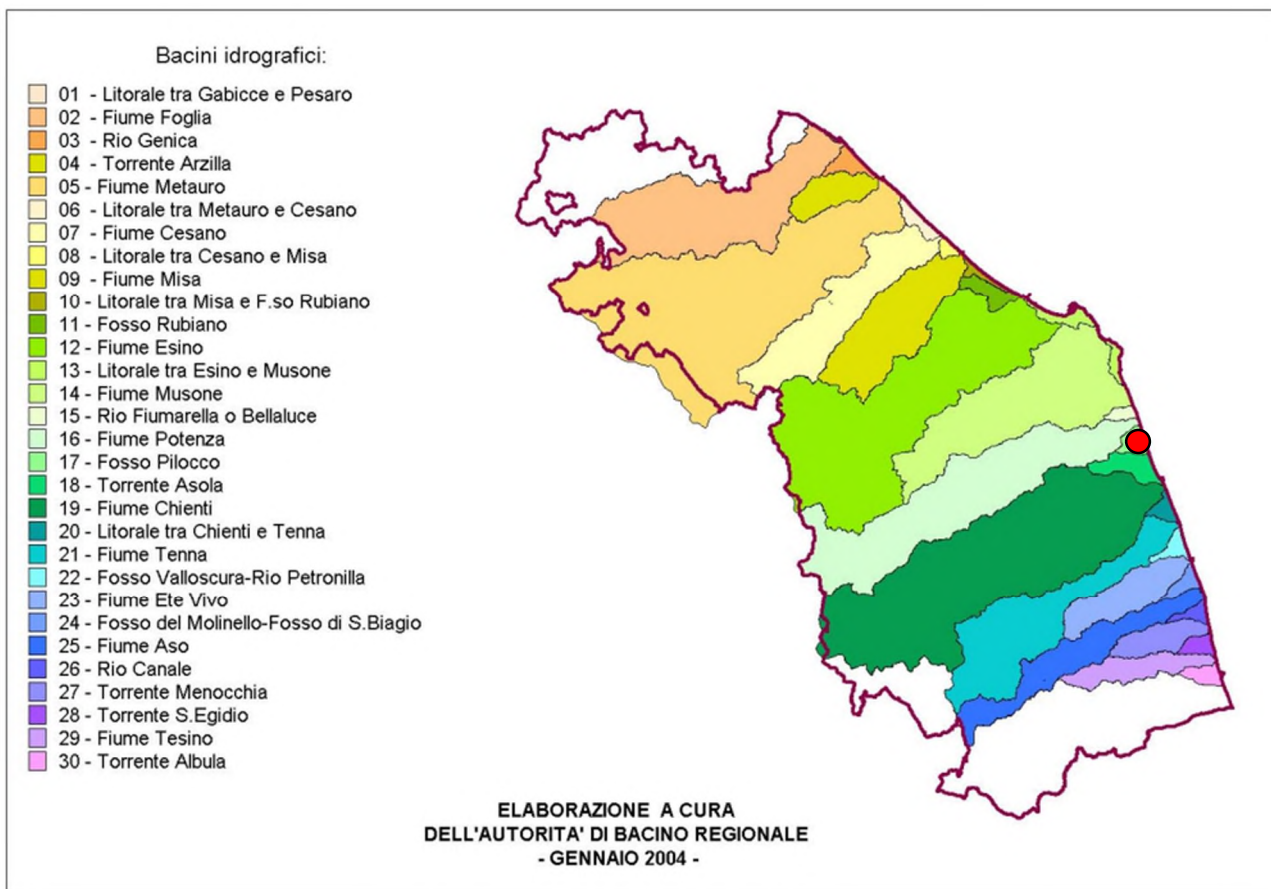 Bacini idrografici:
01 - Litorale tra Gabicce e Pesaro
02 - Fiume Foglia
03 - Rio Genica
04 - Torrente Arzilla
05 - Fiume Metauro
06 - Litorale tra Metauro e Cesano
07 - Fiume Cesano
08 - Litorale tra Cesano e Misa
09 - Fiume Misa
10 - Litorale tra Misa e F.so Rubiano
11 - Fosso Rubiano
12 - Fiume Esino
13 - Litorale tra Esino e Musone
14 - Fiume Musone
15 - Rio Fiumarella o Bellaluce
16 - Fiume Potenza
17 - Fosso Pilocco
18 - Torrente Asola
19 - Fiume Chienti
20 - Litorale tra Chienti e Tenna
21 - Fiume Tenna
22 - Fosso Valloscura-Rio Petronilla
23 - Fiume Ete Vivo
24 - Fosso del Molinello-Fosso di S.Biagio
25 - Fiume Aso
26 - Rio Canale
27 - Torrente Menocchia
28 - Torrente S.Egidio
29 - Fiume Tesino
30 - Torrente Albula
ELABORAZIONE A CURA
DELL'AUTORITA' DI BACINO REGIONALE
- GENNAIO 2004 -